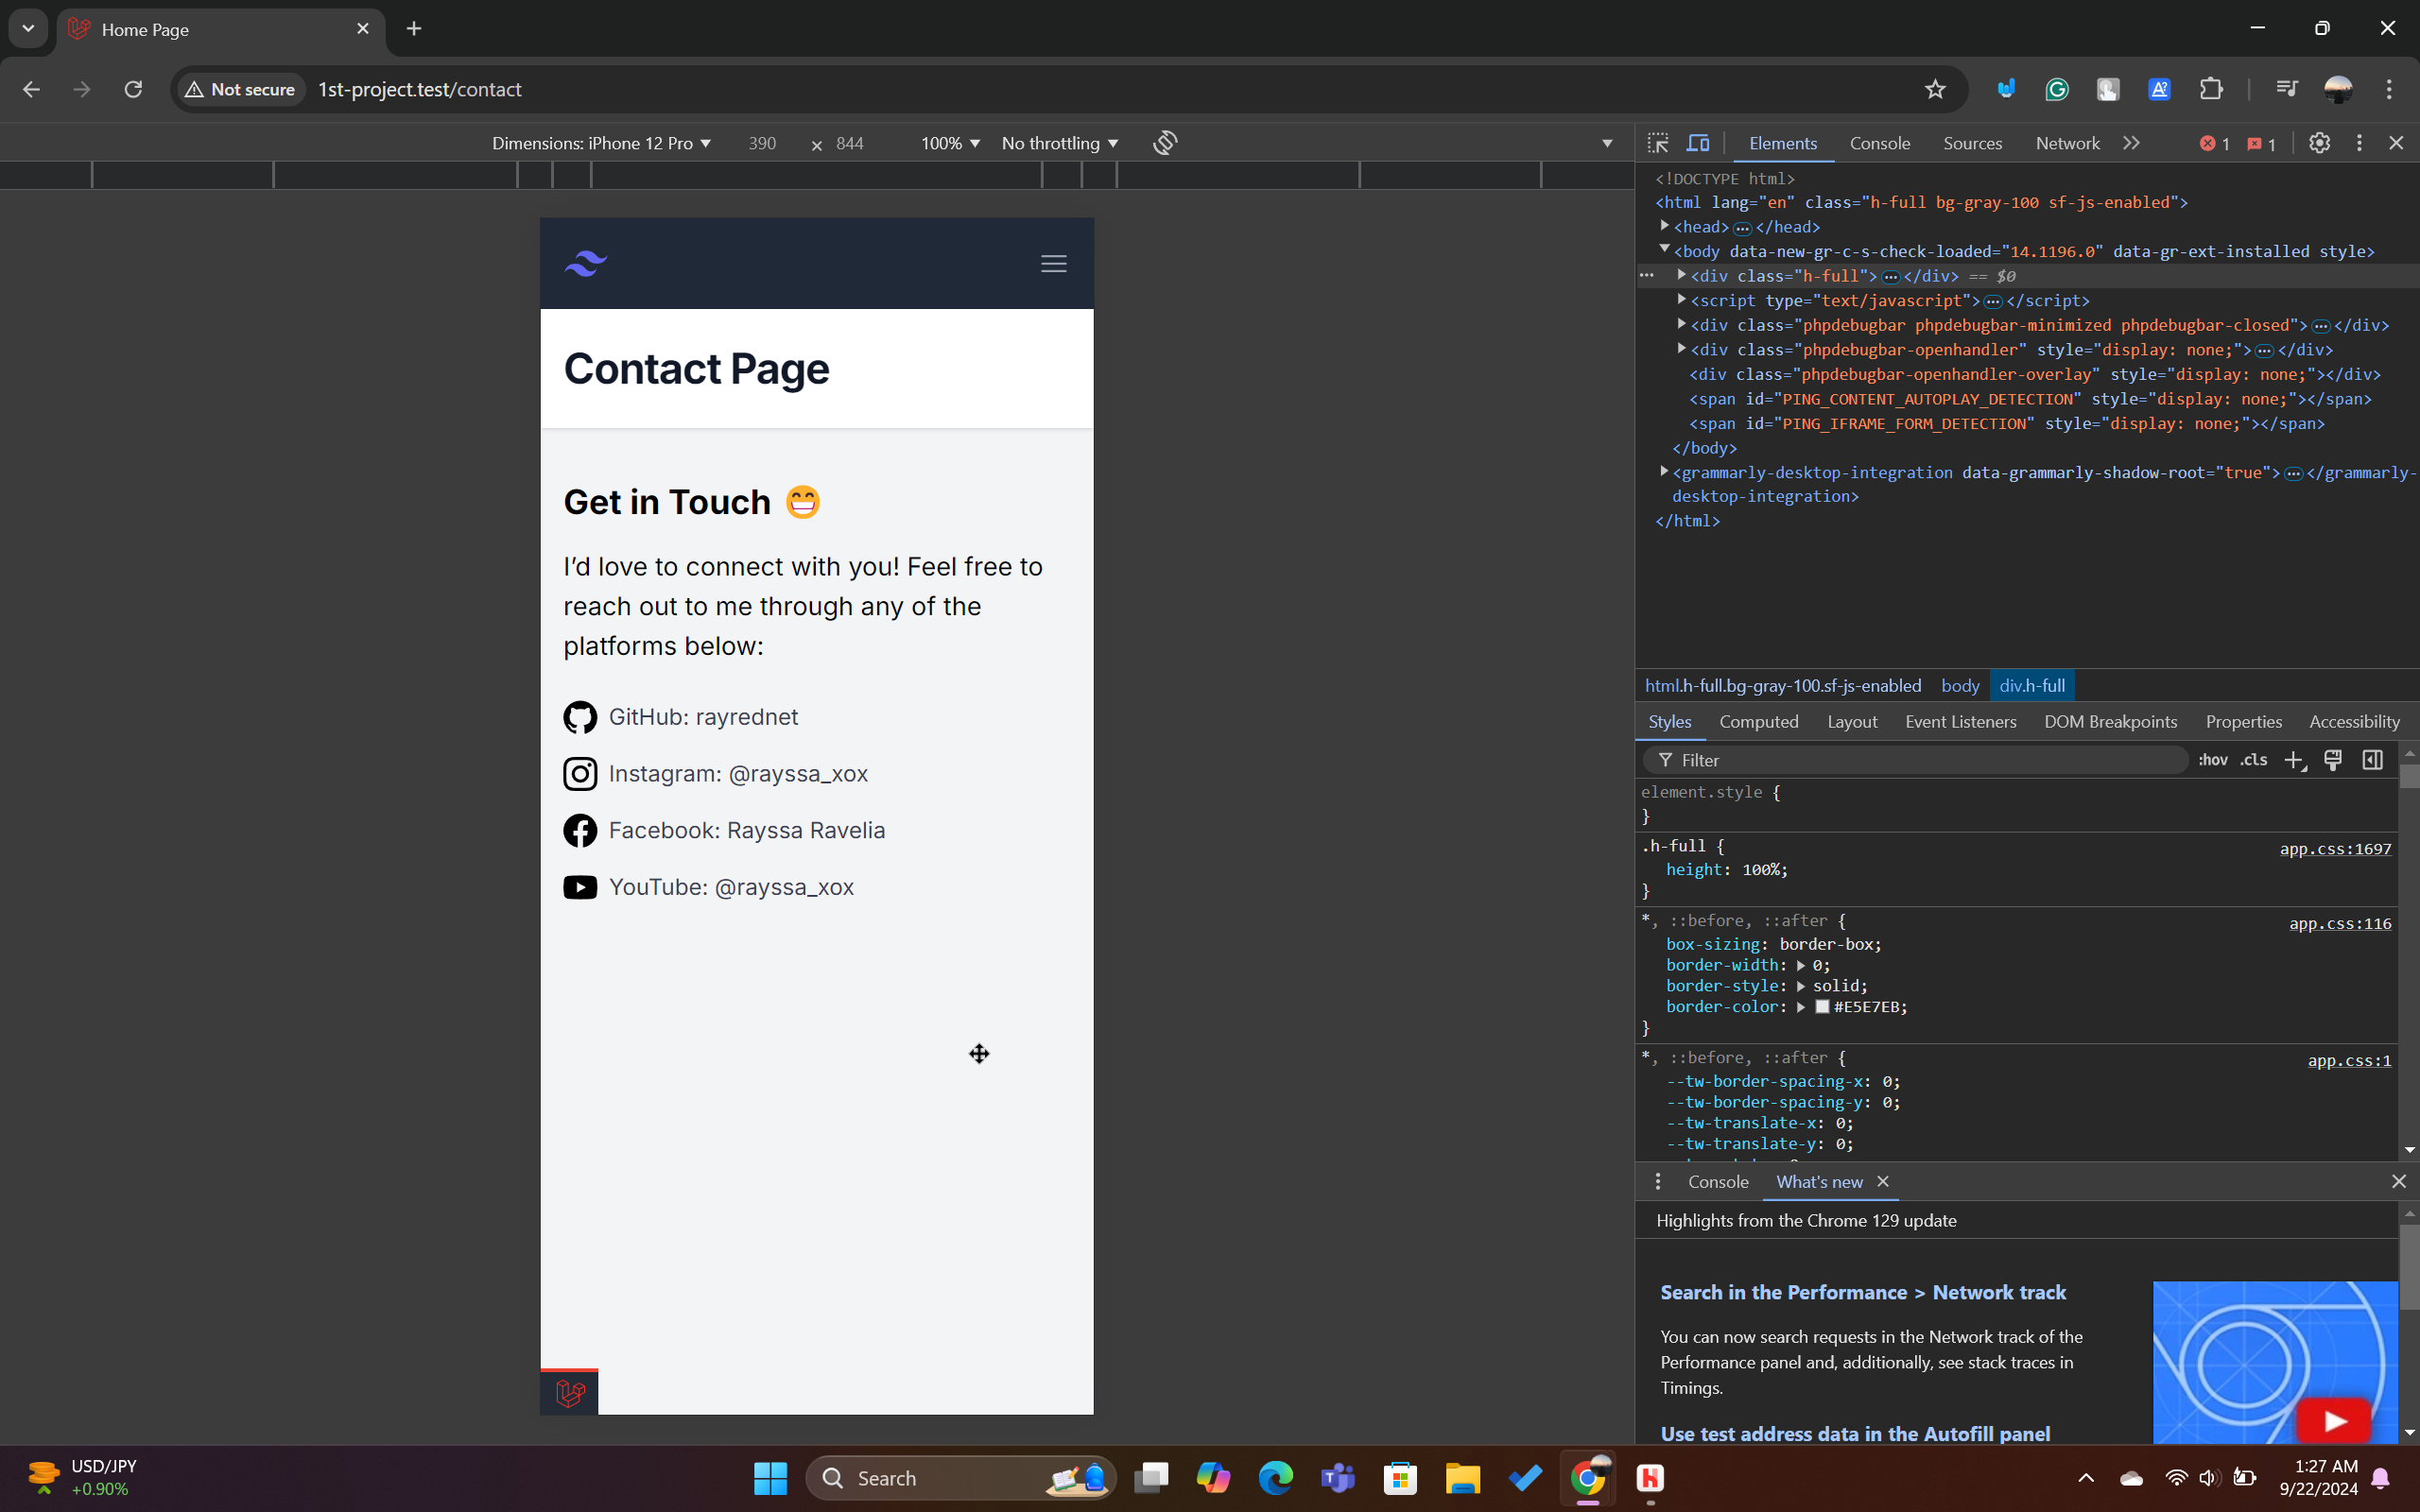 Home Page
Not secure
1st-project.test/contact
Dimensions: iPhone 12 Pro
390
×
844
100%
No throttling
Elements
Console
Sources
Network
1
1
Contact Page
Get in Touch 😁
I’d love to connect with you! Feel free to
reach out to me through any of the
platforms below:
GitHub: rayrednet
Instagram: @rayssa_xox
Facebook: Rayssa Ravelia
YouTube: @rayssa_xox
<!DOCTYPE html>
<html lang="en" class="h-full bg-gray-100 sf-js-enabled">
<head>…</head>
<body data-new-gr-c-s-check-loaded="14.1196.0" data-gr-ext-installed style>
<div class="h-full">…</div> == $0
<script type="text/javascript">…</script>
<div class="phpdebugbar phpdebugbar-minimized phpdebugbar-closed">…</div>
<div class="phpdebugbar-openhandler" style="display: none;">…</div>
<div class="phpdebugbar-openhandler-overlay" style="display: none;"></div>
<span id="PING_CONTENT_AUTOPLAY_DETECTION" style="display: none;"></span>
<span id="PING_IFRAME_FORM_DETECTION" style="display: none;"></span>
</body>
<grammarly-desktop-integration data-grammarly-shadow-root="true">…</grammarly-
desktop-integration>
</html>
html.h-full.bg-gray-100.sf-js-enabled
body
div.h-full
Styles
Computed
Layout
Event Listeners
DOM Breakpoints
Properties
Accessibility
Filter
:hov
.cls
element.style {
}
.h-full {
app.css:1697
height: 100%;
}
*, ::before, ::after {
app.css:116
box-sizing: border-box;
border-width: 0;
border-style: solid;
border-color: #E5E7EB;
}
*, ::before, ::after {
app.css:1
--tw-border-spacing-x: 0;
--tw-border-spacing-y: 0;
--tw-translate-x: 0;
--tw-translate-y: 0;
Console
What's new
Highlights from the Chrome 129 update
Search in the Performance > Network track
You can now search requests in the Network track of the
Performance panel and, additionally, see stack traces in
Timings.
Use test address data in the Autofill panel
USD/JPY
+0.90%
Search
1:27 AM
9/22/2024